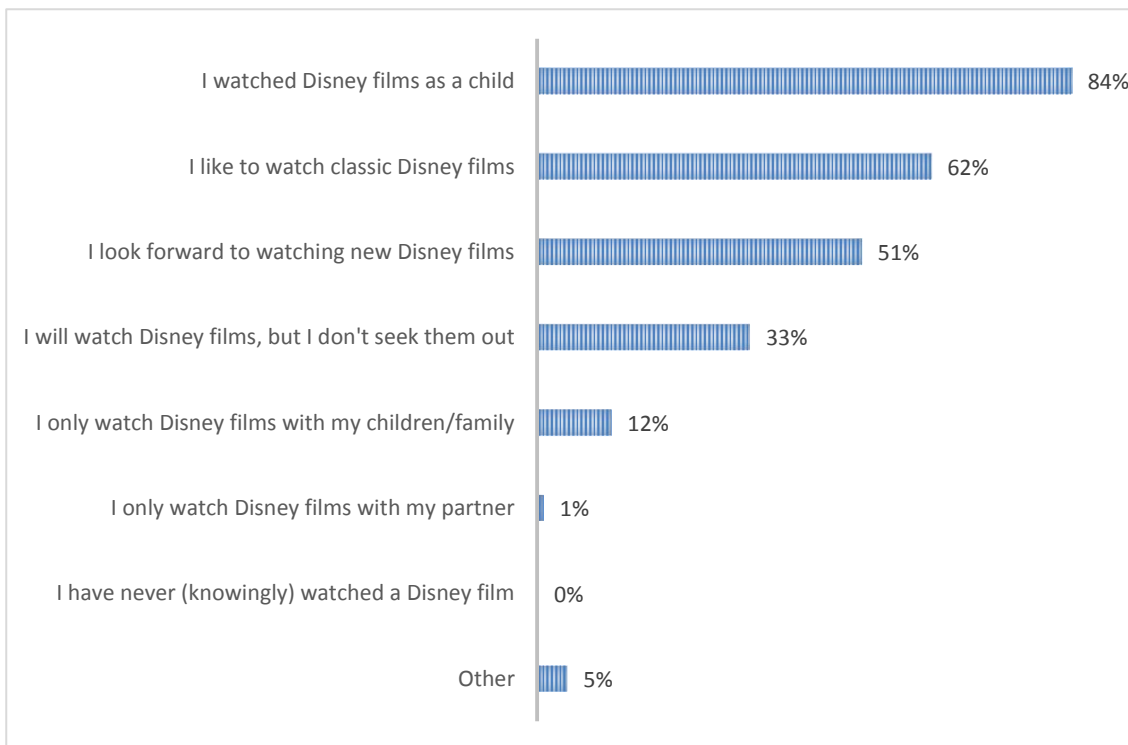 I watched Disney films as a child 84%
I like to watch classic Disney films 62%
I look forward to watching new Disney films 51%
I will watch Disney films, but I don't seek them out 33%
I only watch Disney films with my children/family 12%
I only watch Disney films with my partner 1%
I have never (knowingly) watched a Disney film 0%
Other 5%